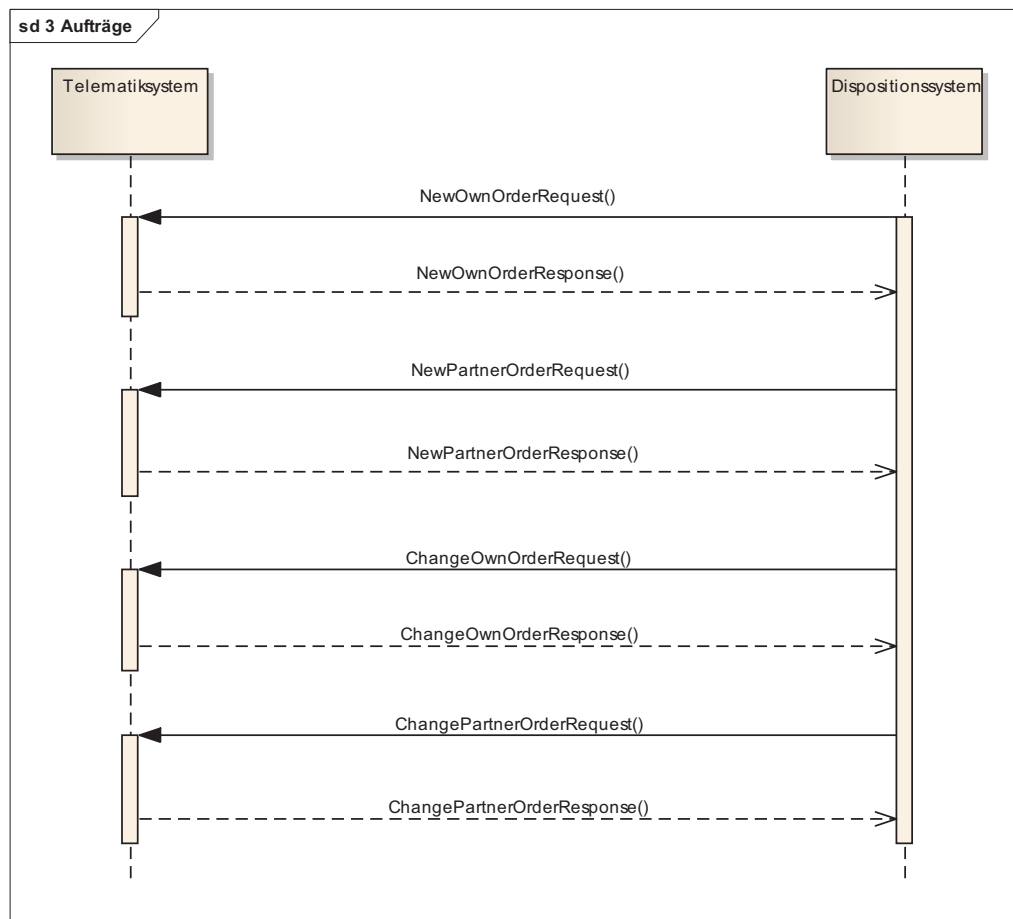 sd 3 Aufträge
Telematiksystem
Dispositionssystem
NewOwnOrderRequest()
NewOwnOrderResponse()
NewPartnerOrderRequest()
NewPartnerOrderResponse()
ChangeOwnOrderRequest()
ChangeOwnOrderResponse()
ChangePartnerOrderRequest()
ChangePartnerOrderResponse()